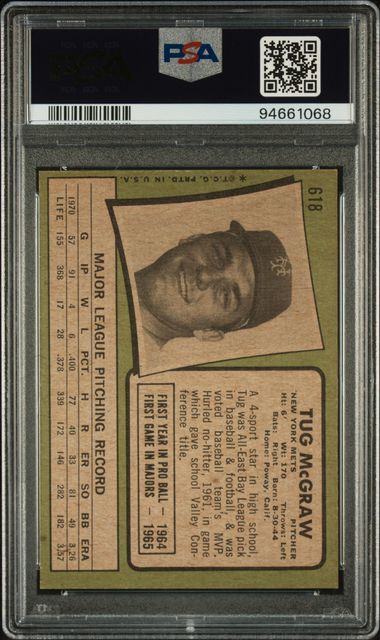 PSA
94661068
618
*©T.C.G. PRTD. IN U.S.A.
TUG McGRAW
PITCHER
NEW YORK METS
Ht: 6' Wt: 170 Throws: Left
Bats: Right Born: 8-30-44
Home: Poway, Calif.
A 4-sport star in high school,
Tug was All-East Bay League pick
in baseball & football, & was
voted baseball team's MVP.
Hurled no-hitter, 1961, in game
which gave school Valley Con-
ference title.
FIRST YEAR IN PRO BALL — 1964
FIRST GAME IN MAJORS — 1965
MAJOR LEAGUE PITCHING RECORD
G IP W L PCT. H R ER SO BB ERA
1970 57 91 4 6 .400 77 40 33 81 49 3.26
LIFE 155 368 17 28 .378 339 172 146 282 182 3.57